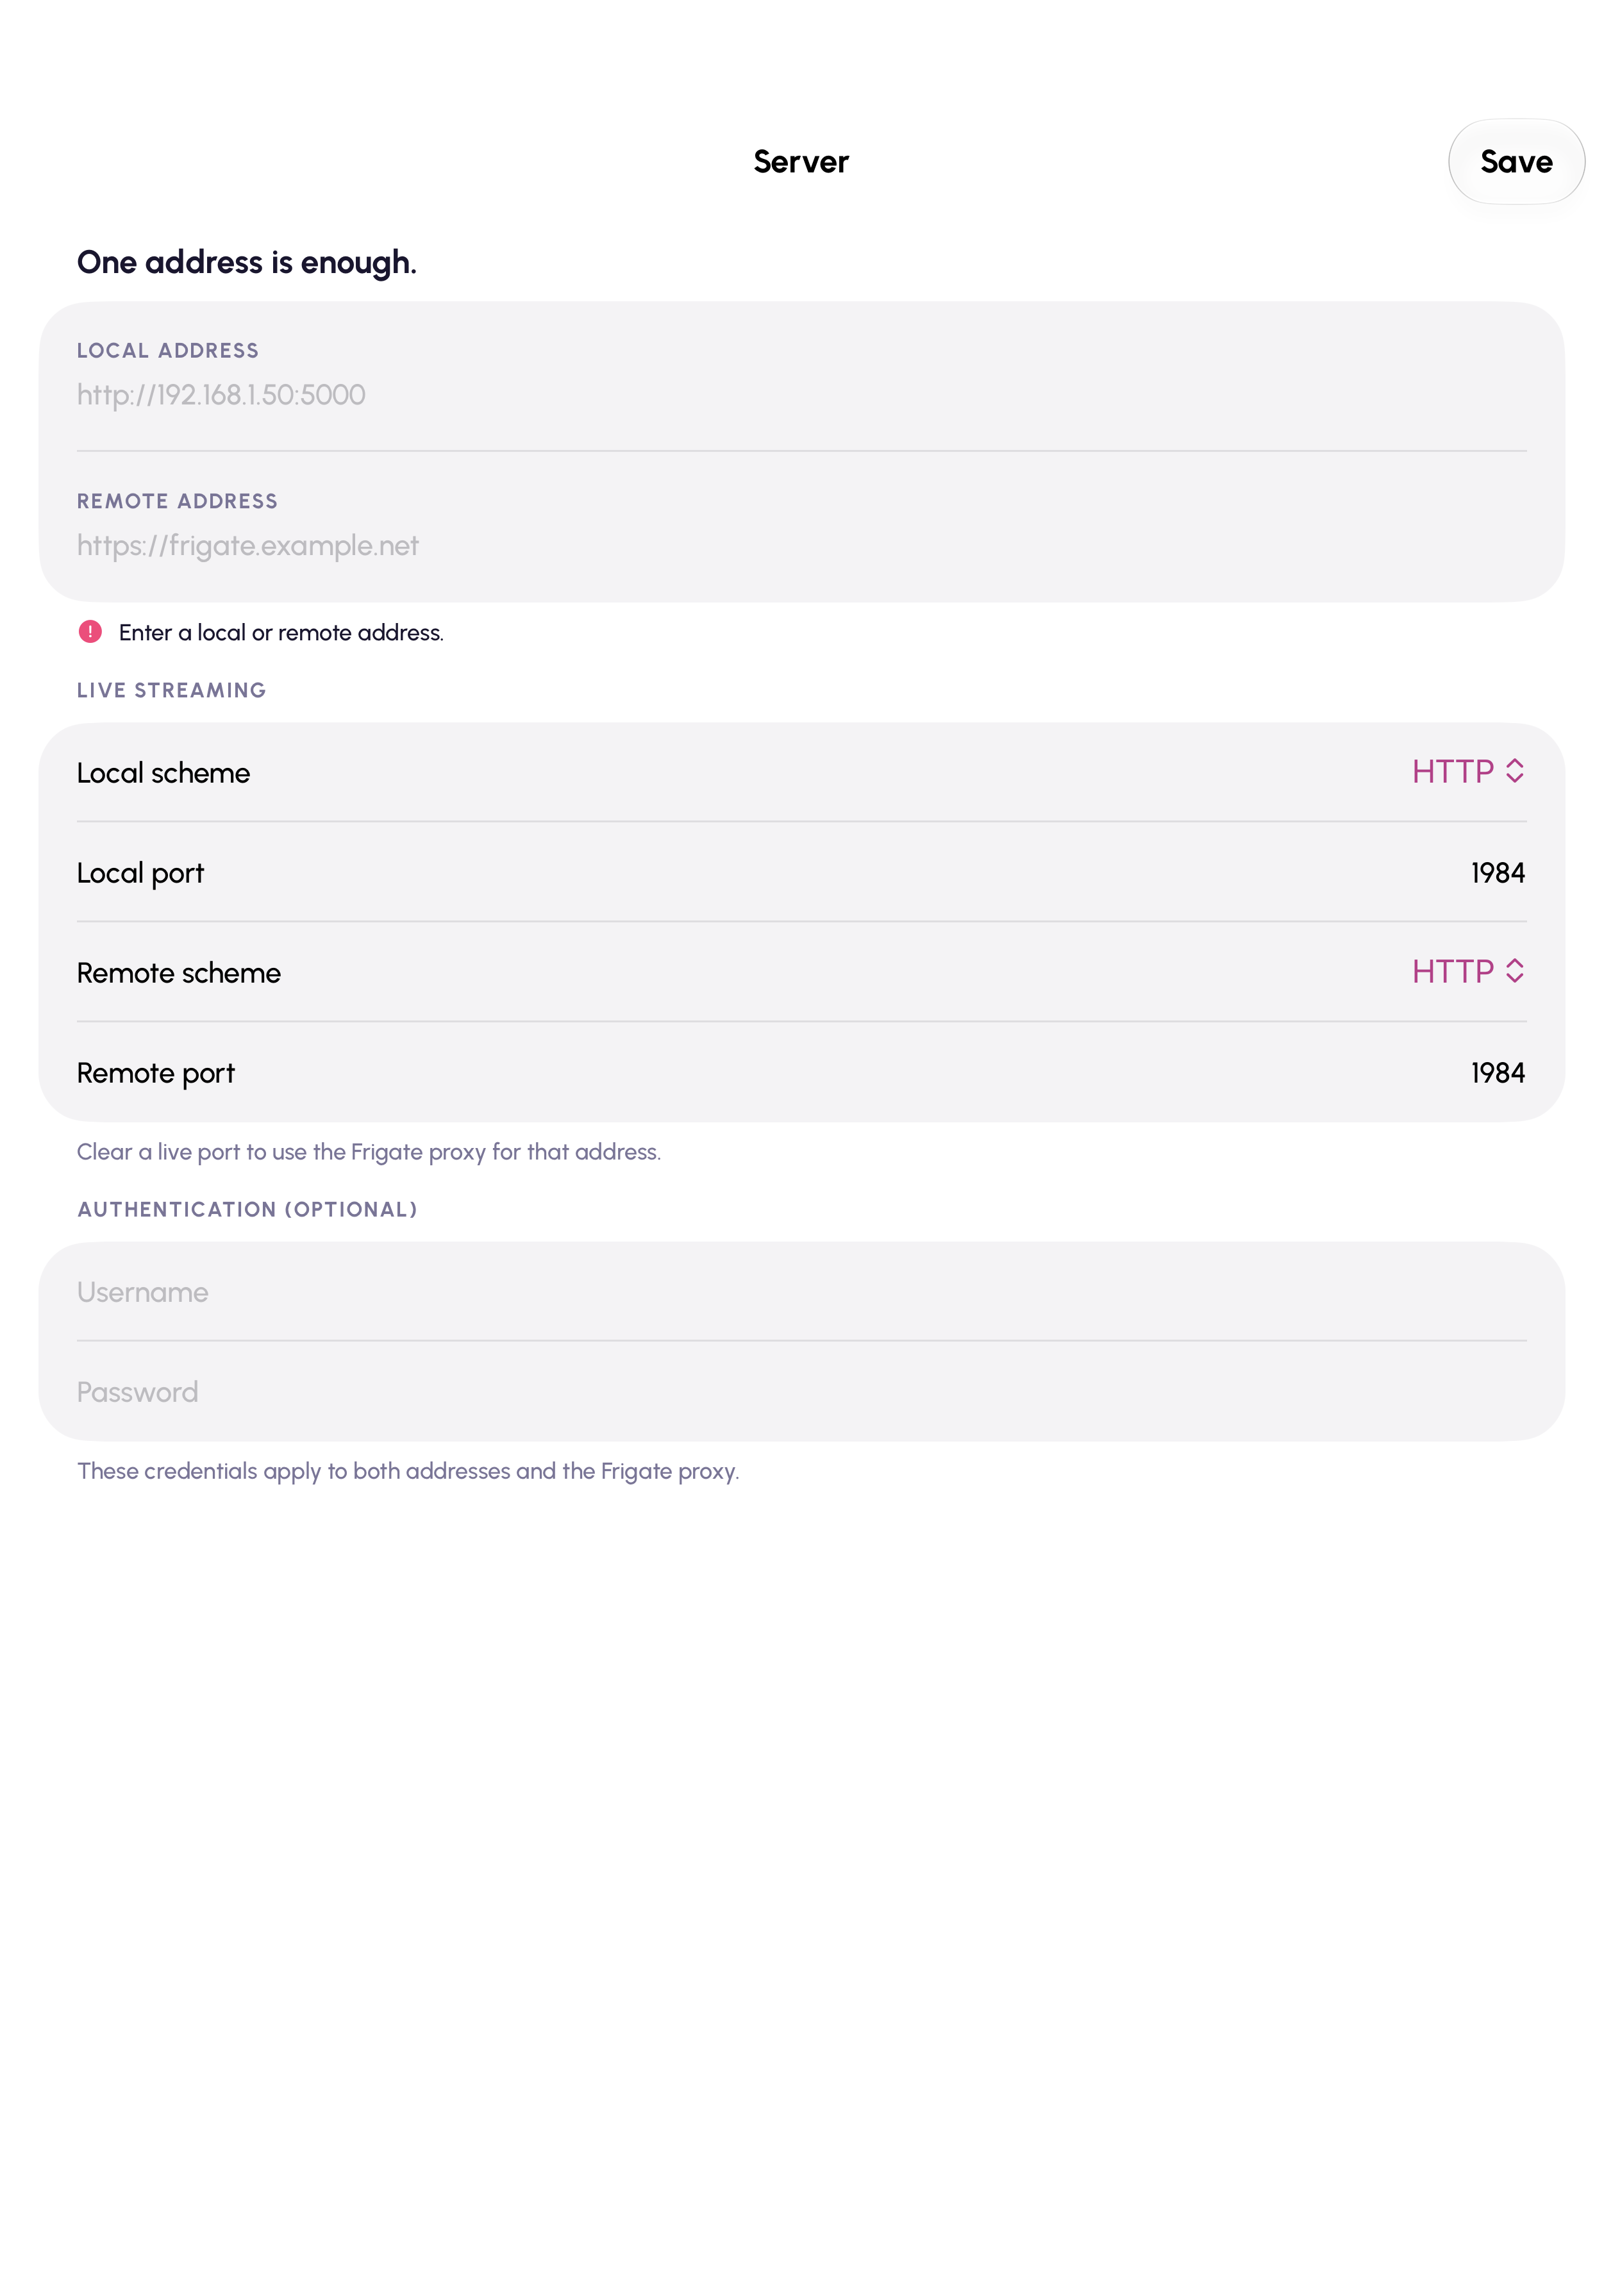 Server
Save
One address is enough.
LOCAL ADDRESS
http://192.168.1.50:5000
REMOTE ADDRESS
https://frigate.example.net
! Enter a local or remote address.
LIVE STREAMING
Local scheme HTTP
Local port 1984
Remote scheme HTTP
Remote port 1984
Clear a live port to use the Frigate proxy for that address.
AUTHENTICATION (OPTIONAL)
Username
Password
These credentials apply to both addresses and the Frigate proxy.